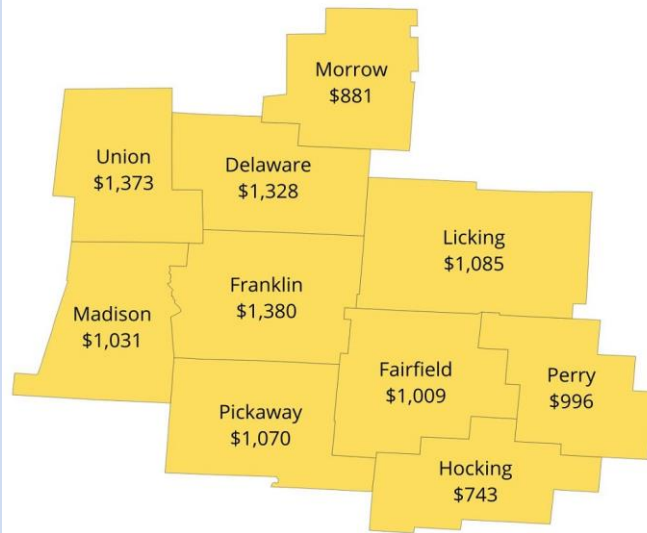 Morrow
$881
Union
$1,373
Delaware
$1,328
Licking
$1,085
Franklin
$1,380
Madison
$1,031
Fairfield
$1,009
Perry
$996
Pickaway
$1,070
Hocking
$743